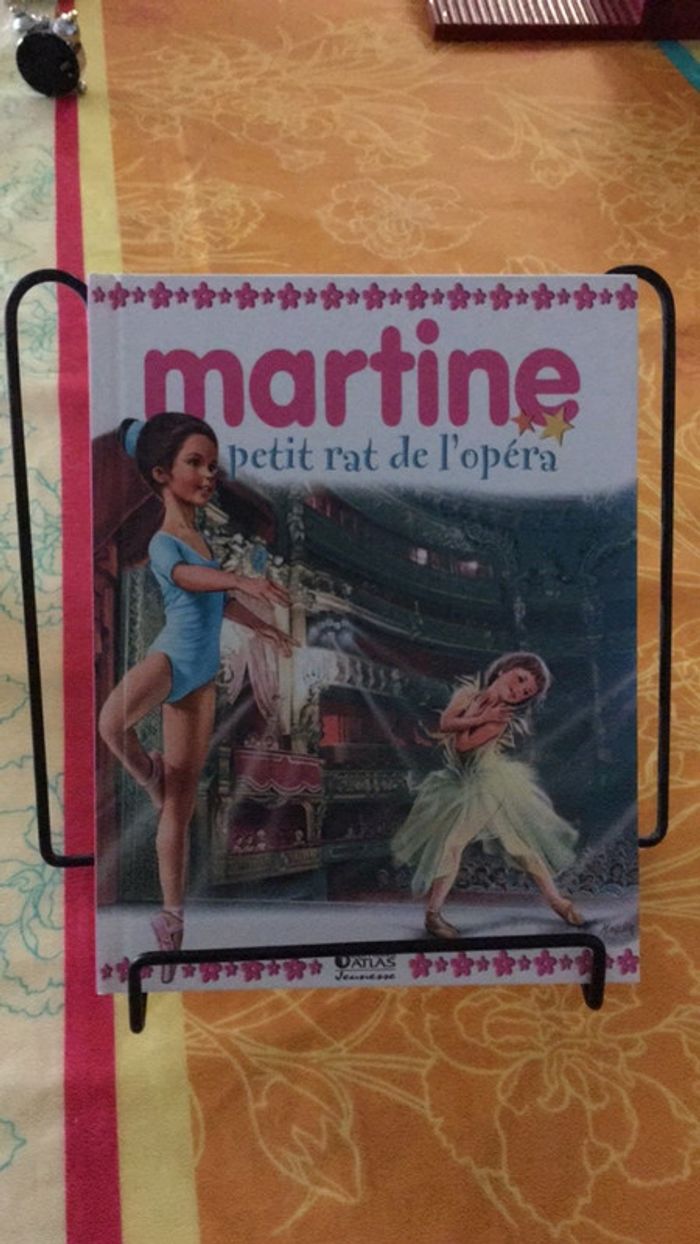 martine
petit rat de l'opéra
ATLAS
Jeunesse